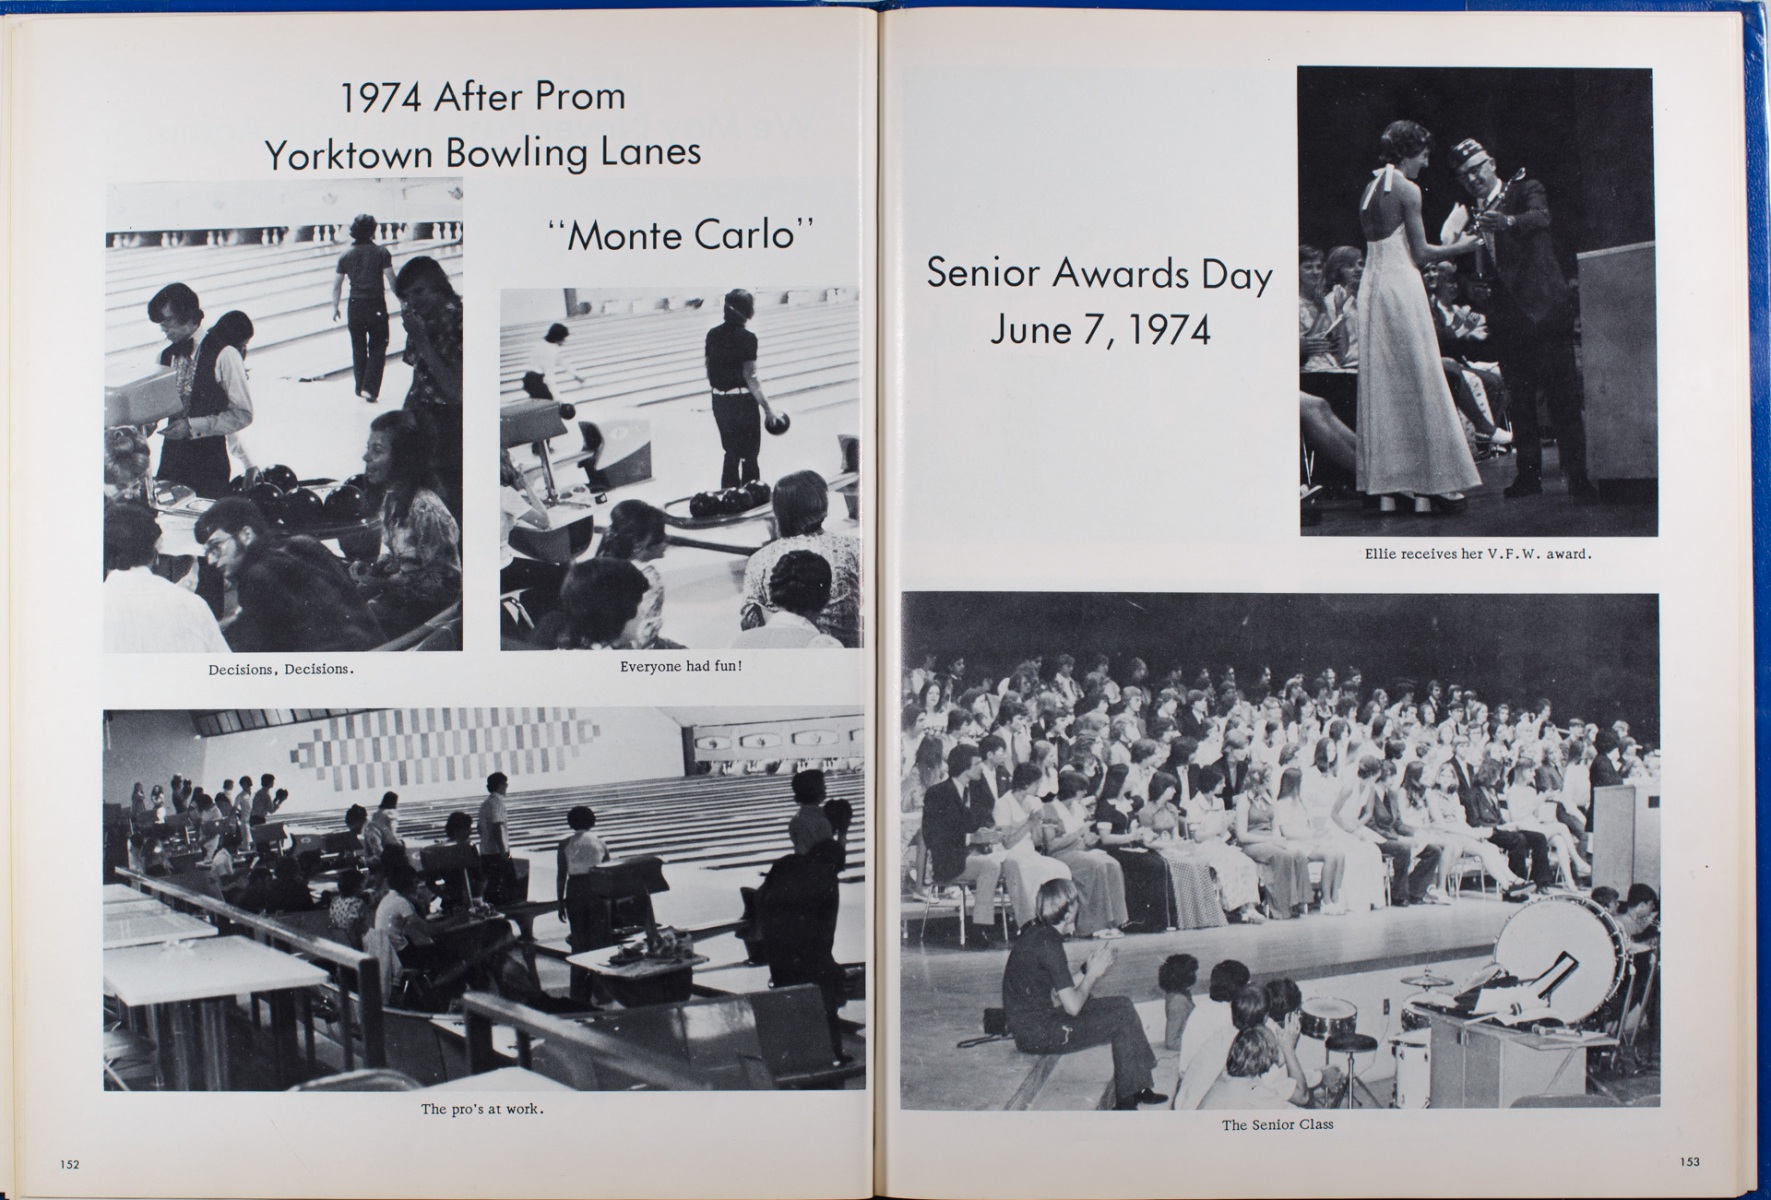 1974 After Prom
Yorktown Bowling Lanes
"Monte Carlo"
Decisions, Decisions.
Everyone had fun!
The pro's at work.
152
Senior Awards Day
June 7, 1974
Ellie receives her V.F.W. award.
The Senior Class
153